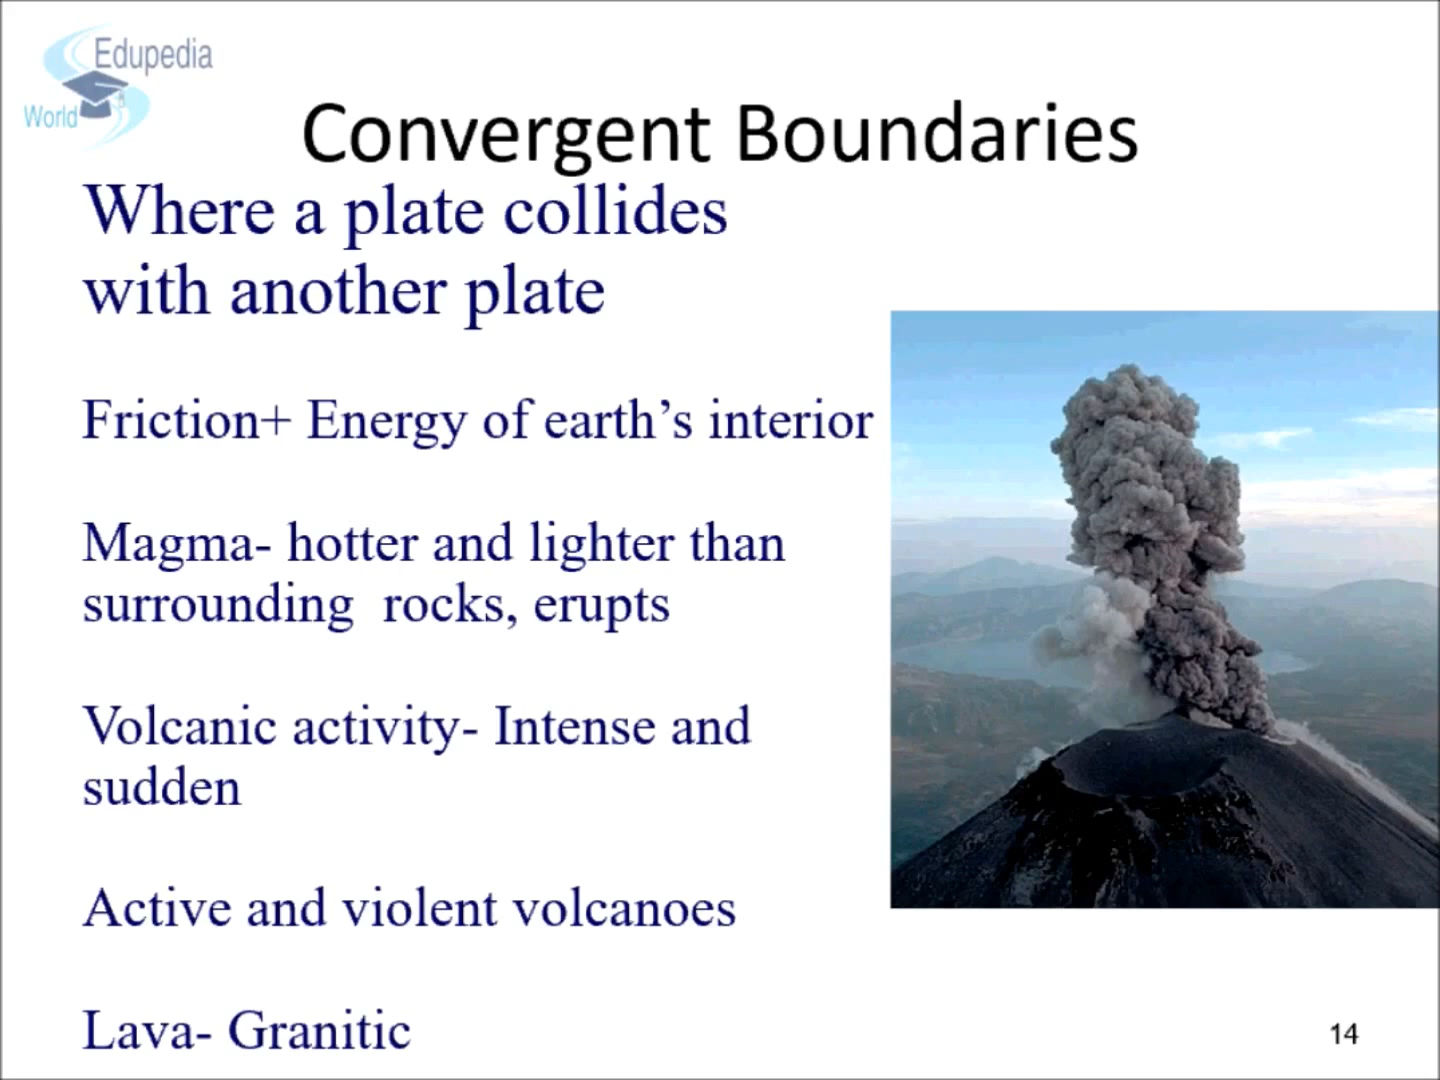 Edupedia
World
Convergent Boundaries
Where a plate collides
with another plate
Friction+ Energy of earth’s interior
Magma- hotter and lighter than
surrounding  rocks, erupts
Volcanic activity- Intense and
sudden
Active and violent volcanoes
Lava- Granitic
14